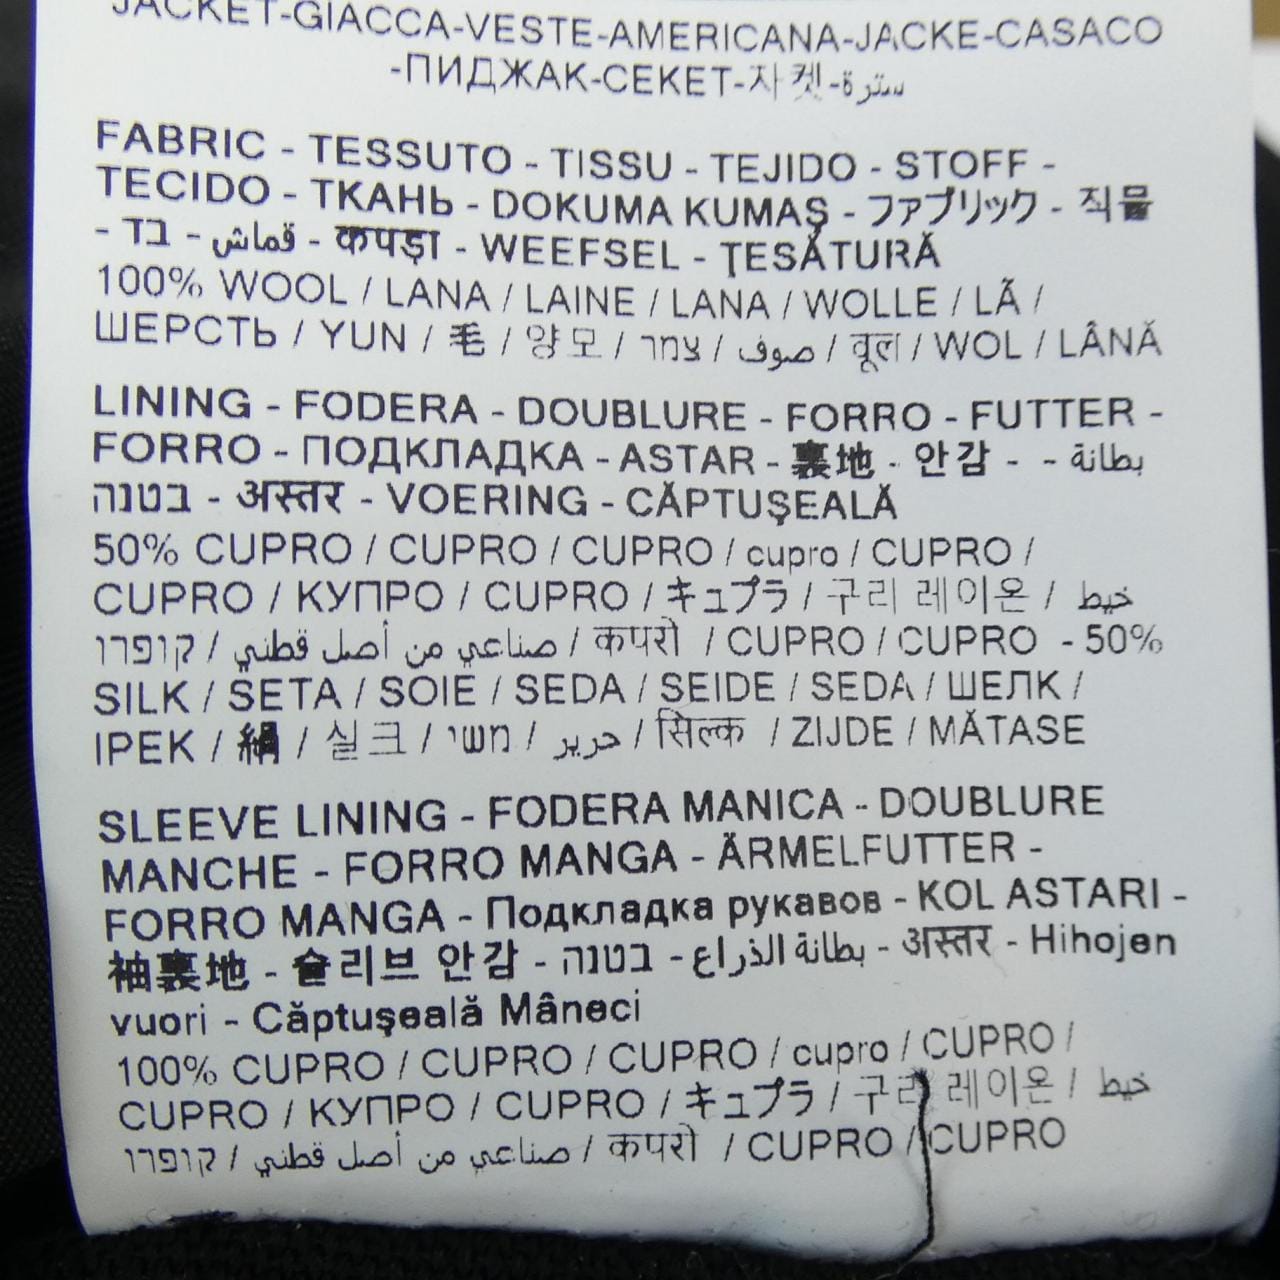 JACKET-GIACCA-VESTE-AMERICANA-JACKE-CASACO
-ПИДЖАК-CEKET-자켓-سترة
FABRIC - TESSUTO - TISSU - TEJIDO - STOFF -
TECIDO - ТКАНЬ - DOKUMA KUMAŞ - ファブリック - 직물
- בד - قماش - कपड़ा - WEEFSEL - ŢESĂTURĂ
100% WOOL / LANA / LAINE / LANA / WOLLE / LÃ /
ШЕРСТЬ / YUN / 毛 / 양모 / צמר / صوف / वूल / WOL / LÂNĂ
LINING - FODERA - DOUBLURE - FORRO - FUTTER -
FORRO - ПОДКЛАДКА - ASTAR - 裏地 - 안감 - - بطانة
בטנה - अस्तर - VOERING - CĂPTUŞEALĂ
50% CUPRO / CUPRO / CUPRO / cupro / CUPRO /
CUPRO / КУПРО / CUPRO / キュプラ / 구리 레이온 / خيط
קופרו / صناعي من أصل قطني / कपरो / CUPRO / CUPRO - 50%
SILK / SETA / SOIE / SEDA / SEIDE / SEDA / ШЕЛК /
IPEK / 絹 / 실크 / משי / حرير / सिल्क / ZIJDE / MĂTASE
SLEEVE LINING - FODERA MANICA - DOUBLURE
MANCHE - FORRO MANGA - ÄRMELFUTTER -
FORRO MANGA - Подкладка рукавов - KOL ASTARI -
袖裏地 - 슬리브 안감 - בטנה - بطانة الذراع - अस्तर - Hihojen
vuori - Căptuşeală Mâneci
100% CUPRO / CUPRO / CUPRO / cupro / CUPRO /
CUPRO / КУПРО / CUPRO / キュプラ / 구리 레이온 / خيط
קופרו / صناعي من أصل قطني / कपरो / CUPRO / CUPRO